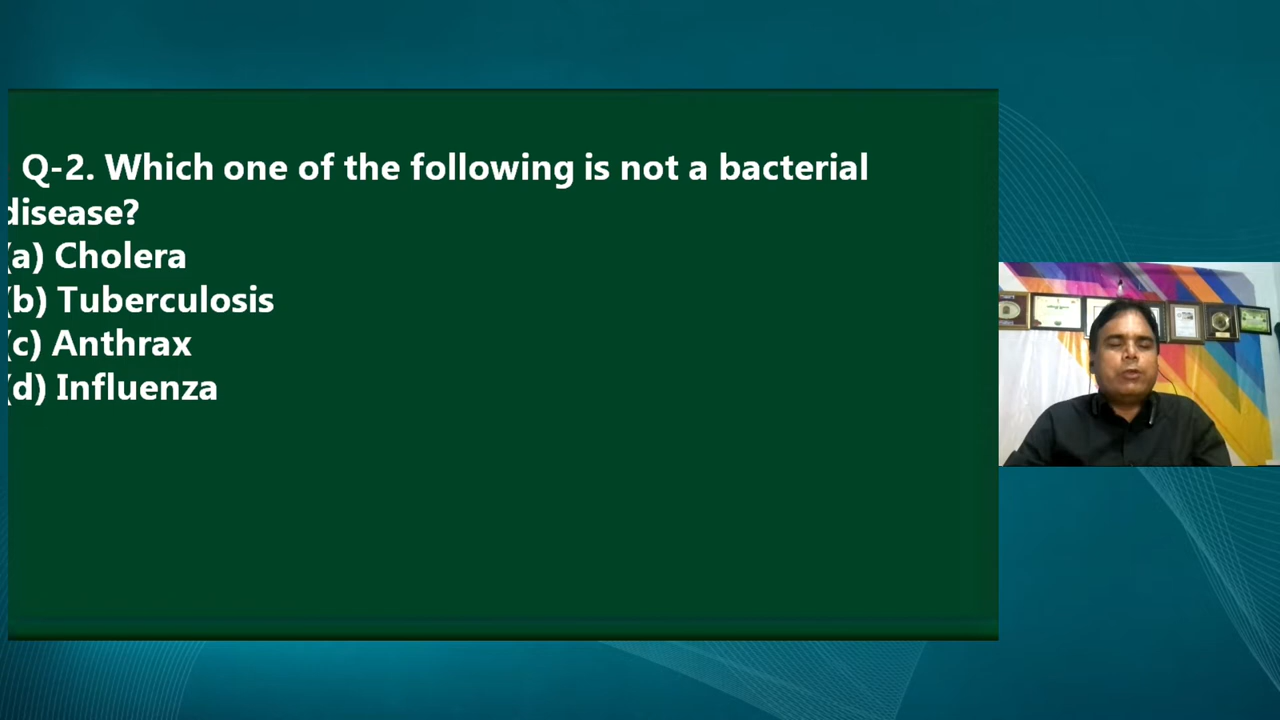 Q-2. Which one of the following is not a bacterial
disease?
(a) Cholera
(b) Tuberculosis
(c) Anthrax
(d) Influenza